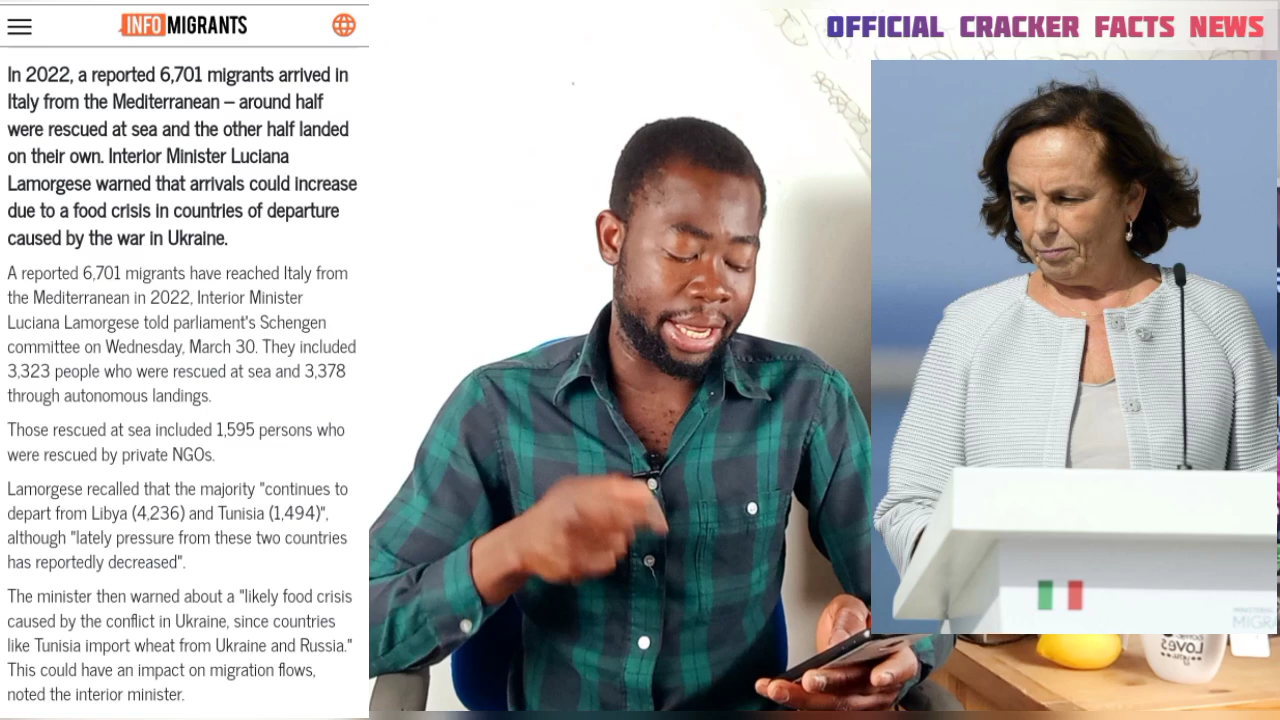 INFOMIGRANTS
OFFICIAL CRACKER FACTS NEWS
In 2022, a reported 6,701 migrants arrived in
Italy from the Mediterranean – around half
were rescued at sea and the other half landed
on their own. Interior Minister Luciana
Lamorgese warned that arrivals could increase
due to a food crisis in countries of departure
caused by the war in Ukraine.
A reported 6,701 migrants have reached Italy from
the Mediterranean in 2022, Interior Minister
Luciana Lamorgese told parliament's Schengen
committee on Wednesday, March 30. They included
3,323 people who were rescued at sea and 3,378
through autonomous landings.
Those rescued at sea included 1,595 persons who
were rescued by private NGOs.
Lamorgese recalled that the majority "continues to
depart from Libya (4,236) and Tunisia (1,494)",
although "lately pressure from these two countries
has reportedly decreased".
The minister then warned about a "likely food crisis
caused by the conflict in Ukraine, since countries
like Tunisia import wheat from Ukraine and Russia."
This could have an impact on migration flows,
noted the interior minister.
MIGRA
LOVES